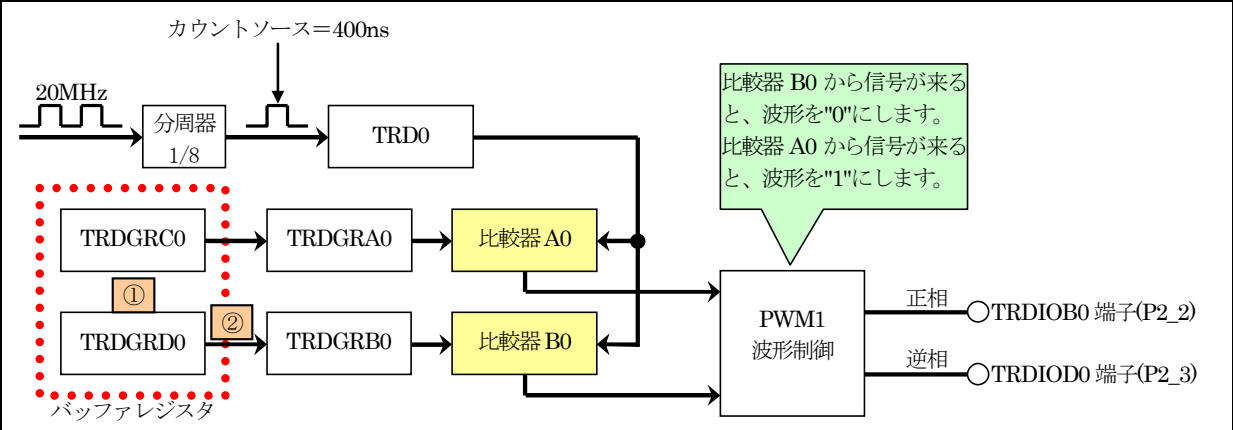 カウントソース＝400ns
20MHz
分周器
1/8
TRD0
比較器 B0 から信号が来る
と、波形を"0"にします。
比較器 A0 から信号が来る
と、波形を"1"にします。
TRDGRC0
TRDGRA0
比較器 A0
①
②
TRDGRD0
TRDGRB0
比較器 B0
バッファレジスタ
PWM1
波形制御
正相
TRDIOB0 端子(P2_2)
逆相
TRDIOD0 端子(P2_3)